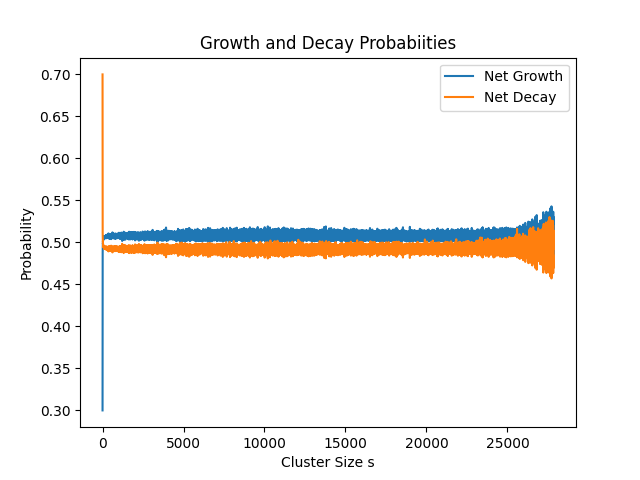 Growth and Decay Probabiities
Net Growth
Net Decay
0.70
0.65
0.60
0.55
0.50
0.45
0.40
0.35
0.30
Probability
0 5000 10000 15000 20000 25000
Cluster Size s